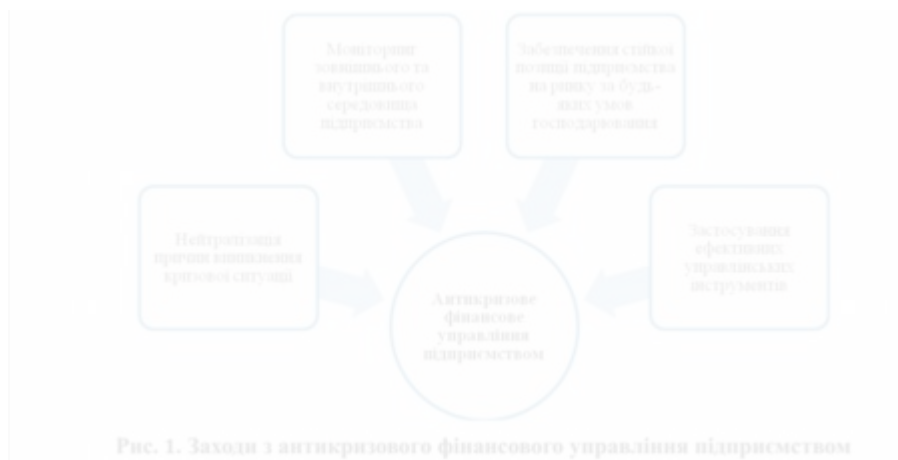 Моніторинг
зовнішнього та
внутрішнього
середовища
підприємства
Забезпечення стійкої
позиції підприємства
на ринку за будь-
яких умов
господарювання
Нейтралізація
причин виникнення
кризової ситуації
Застосування
ефективних
управлінських
інструментів
Антикризове
фінансове
управління
підприємством
Рис. 1. Заходи з антикризового фінансового управління підприємством